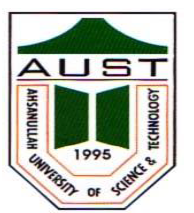 AUST
1995
AHSANULLAH UNIVERSITY OF SCIENCE & TECHNOLOGY